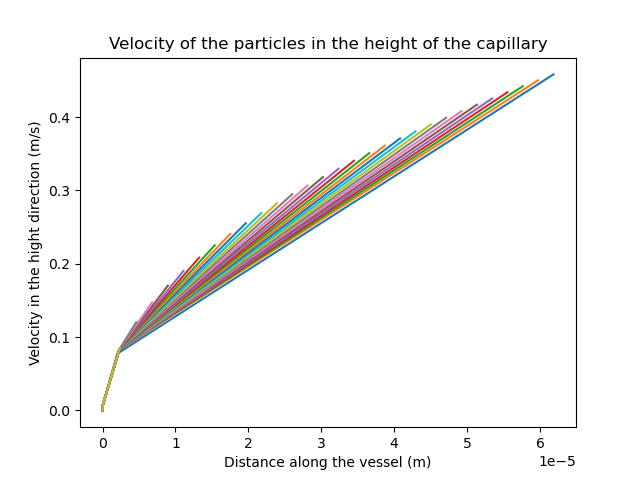 Velocity of the particles in the height of the capillary
Velocity in the hight direction (m/s)
0.4
0.3
0.2
0.1
0.0
0 1 2 3 4 5 6
1e−5
Distance along the vessel (m)